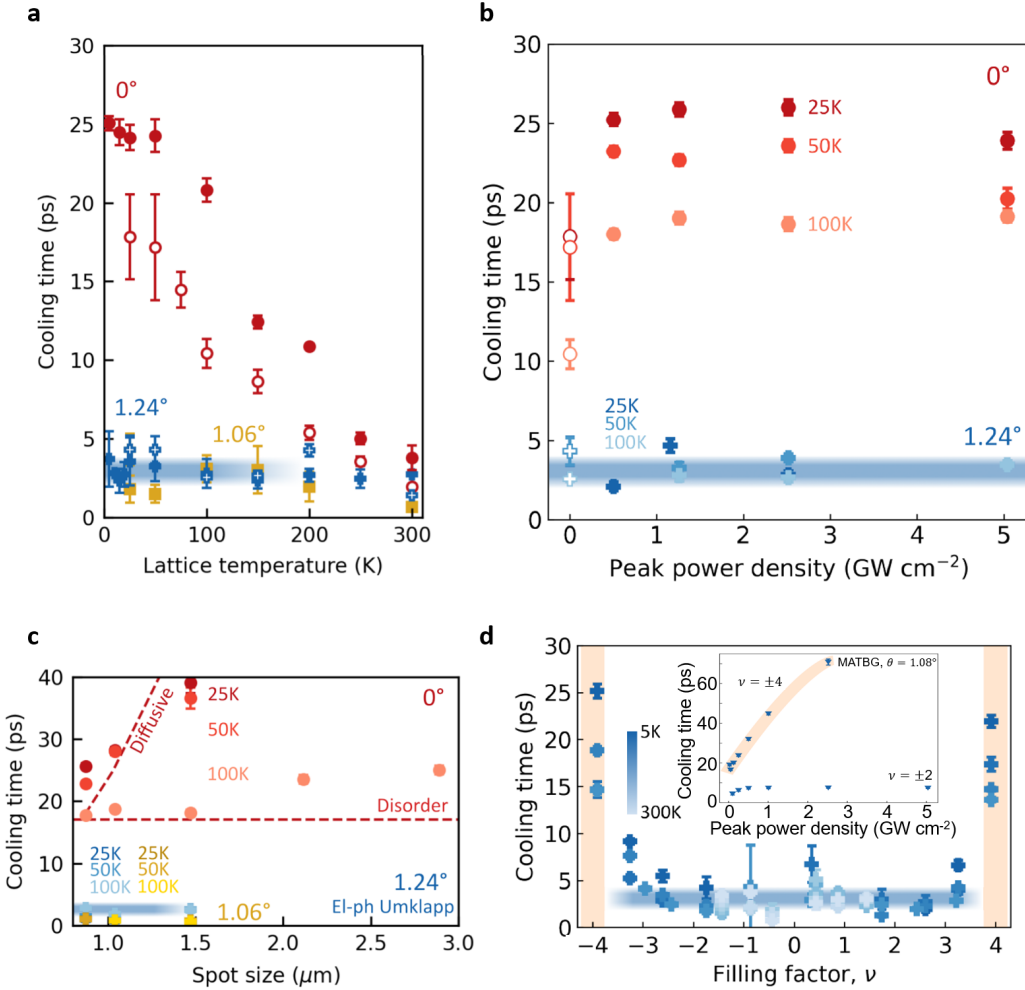 a
30
25
20
15
10
5
0
0°
1.24°
1.06°
0 100 200 300
Cooling time (ps)
Lattice temperature (K)
b
30
25
20
15
10
5
0
0°
25K
50K
100K
25K
50K
100K
1.24°
0 1 2 3 4 5
Cooling time (ps)
Peak power density (GW cm⁻²)
c
40
30
20
10
0
0°
25K
50K
100K
Diffusive
Disorder
25K 25K
50K 50K
100K 100K
1.24°
El-ph Umklapp
1.06°
1.0 1.5 2.0 2.5 3.0
Cooling time (ps)
Spot size (μm)
d
30
25
20
15
10
5
0
5K
300K
MATBG, θ = 1.08°
ν = ±4
ν = ±2
60
40
20
0
0 1 2 3 4 5
Cooling time (ps)
Peak power density (GW cm⁻²)
−4 −3 −2 −1 0 1 2 3 4
Cooling time (ps)
Filling factor, ν